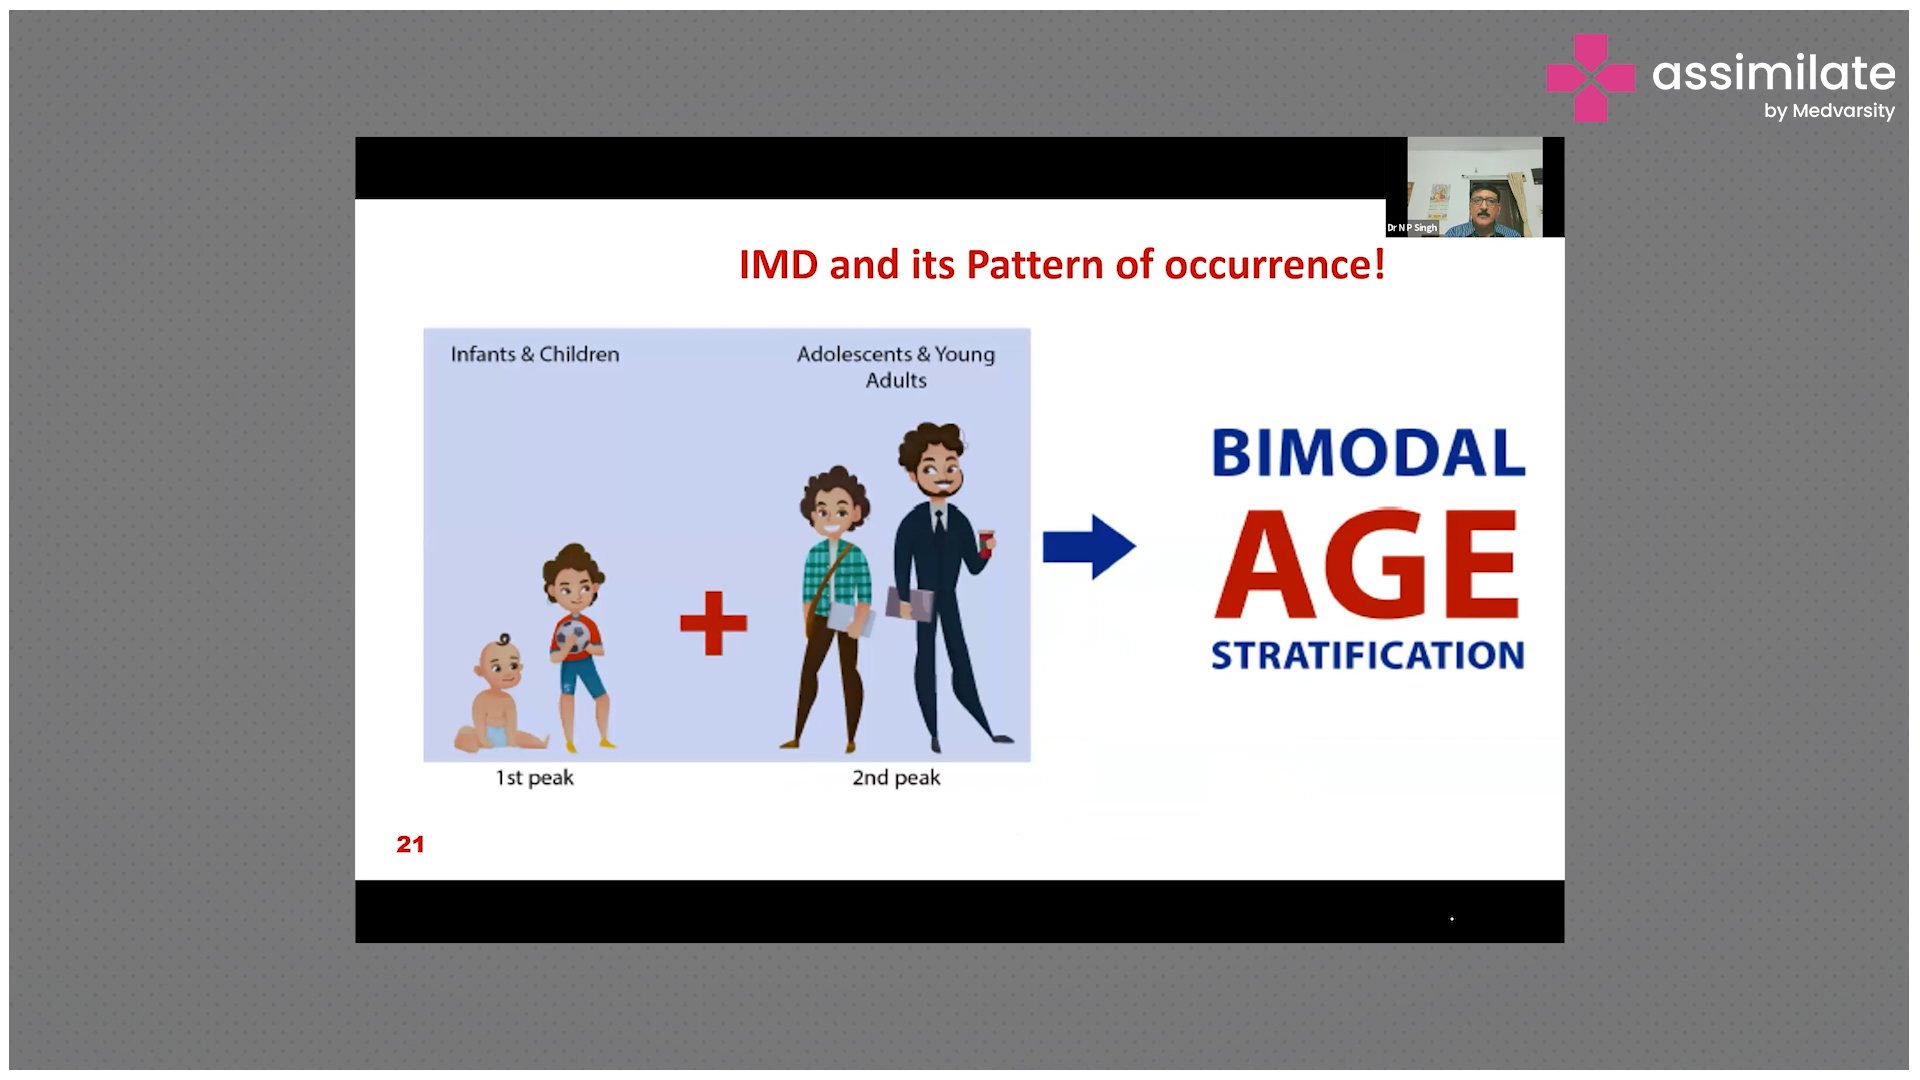 assimilate
by Medvarsity
Dr N P Singh
IMD and its Pattern of occurrence!
Infants & Children
Adolescents & Young
Adults
BIMODAL
AGE
STRATIFICATION
1st peak
2nd peak
21